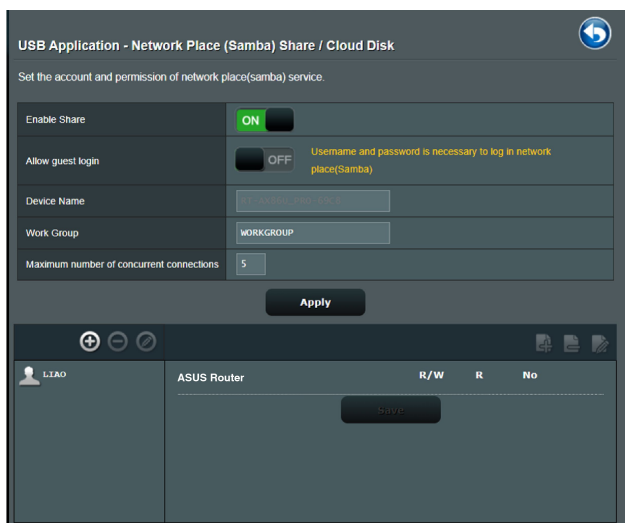 USB Application - Network Place (Samba) Share / Cloud Disk
Set the account and permission of network place(samba) service.
Enable Share
ON
Allow guest login
OFF
Username and password is necessary to log in network
place(Samba)
Device Name
Work Group
WORKGROUP
Maximum number of concurrent connections
5
Apply
LIAO
ASUS Router
R/W
R
No
Save